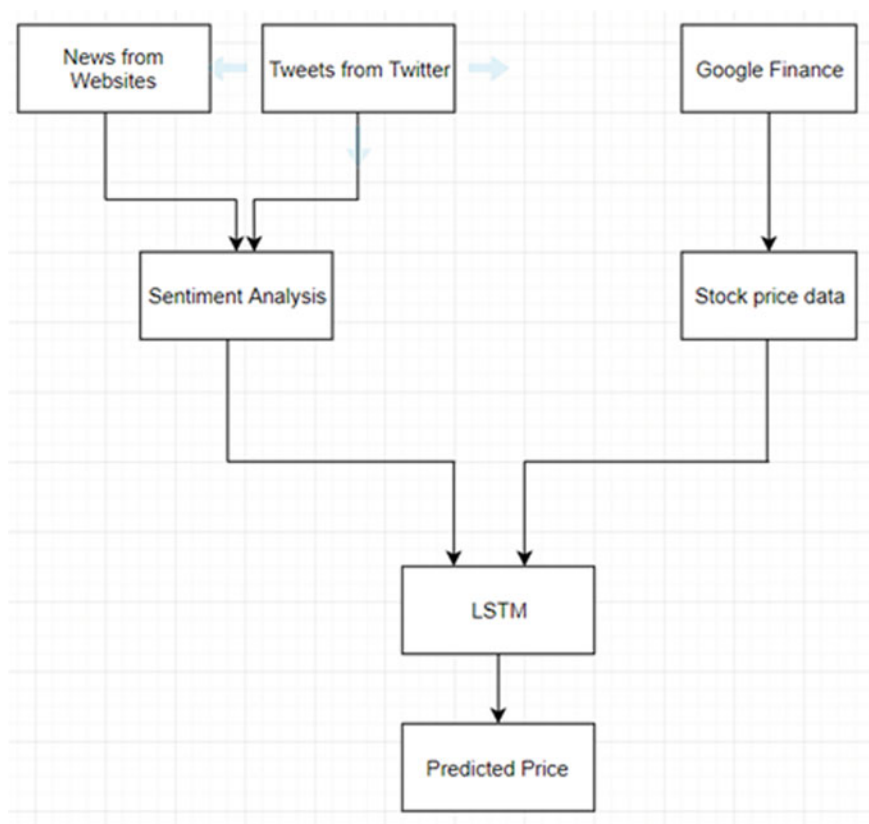 News from
Websites
Tweets from Twitter
Google Finance
Sentiment Analysis
Stock price data
LSTM
Predicted Price